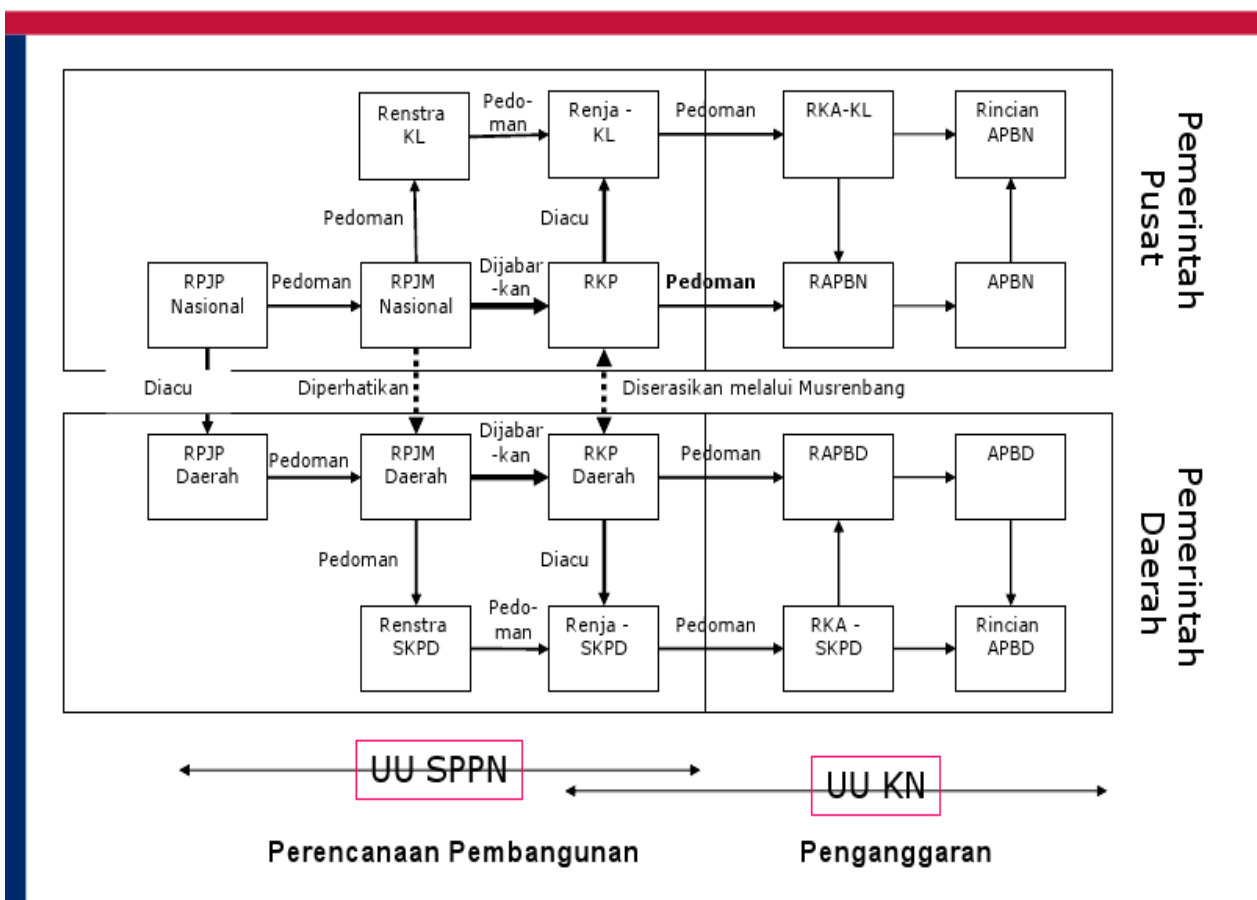 Renstra
KL
Pedo-
man
Renja -
KL
Pedoman
RKA-KL
Rincian
APBN
Pedoman
Diacu
RPJP
Nasional
Pedoman
RPJM
Nasional
Dijabar
-kan
RKP
Pedoman
RAPBN
APBN
Pemerintah
Pusat
Diacu
Diperhatikan
Diserasikan melalui Musrenbang
RPJP
Daerah
Pedoman
RPJM
Daerah
Dijabar
-kan
RKP
Daerah
Pedoman
RAPBD
APBD
Pedoman
Diacu
Renstra
SKPD
Pedo-
man
Renja -
SKPD
Pedoman
RKA -
SKPD
Rincian
APBD
Pemerintah
Daerah
UU SPPN
UU KN
Perencanaan Pembangunan
Penganggaran